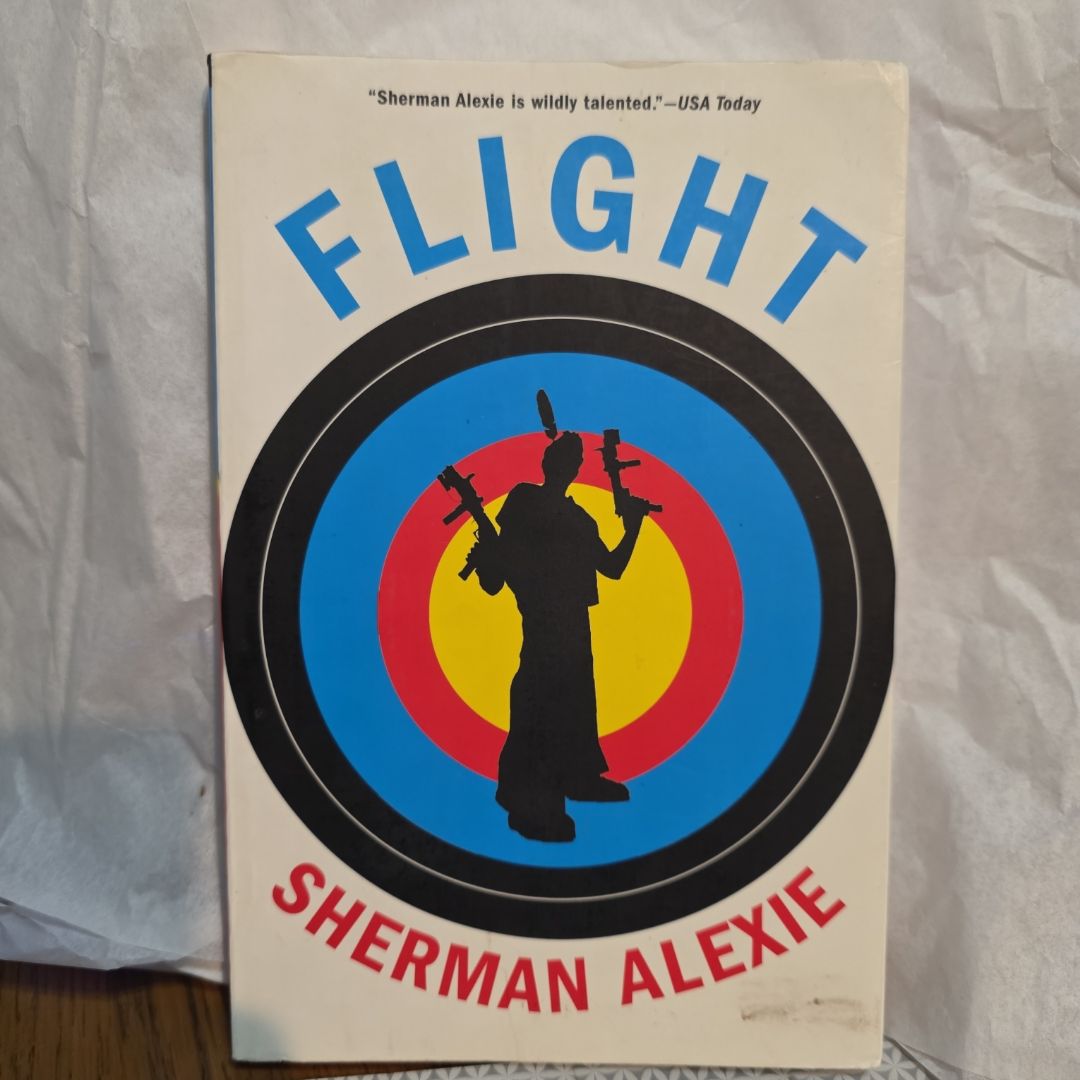 “Sherman Alexie is wildly talented.”—USA Today
FLIGHT
SHERMAN ALEXIE